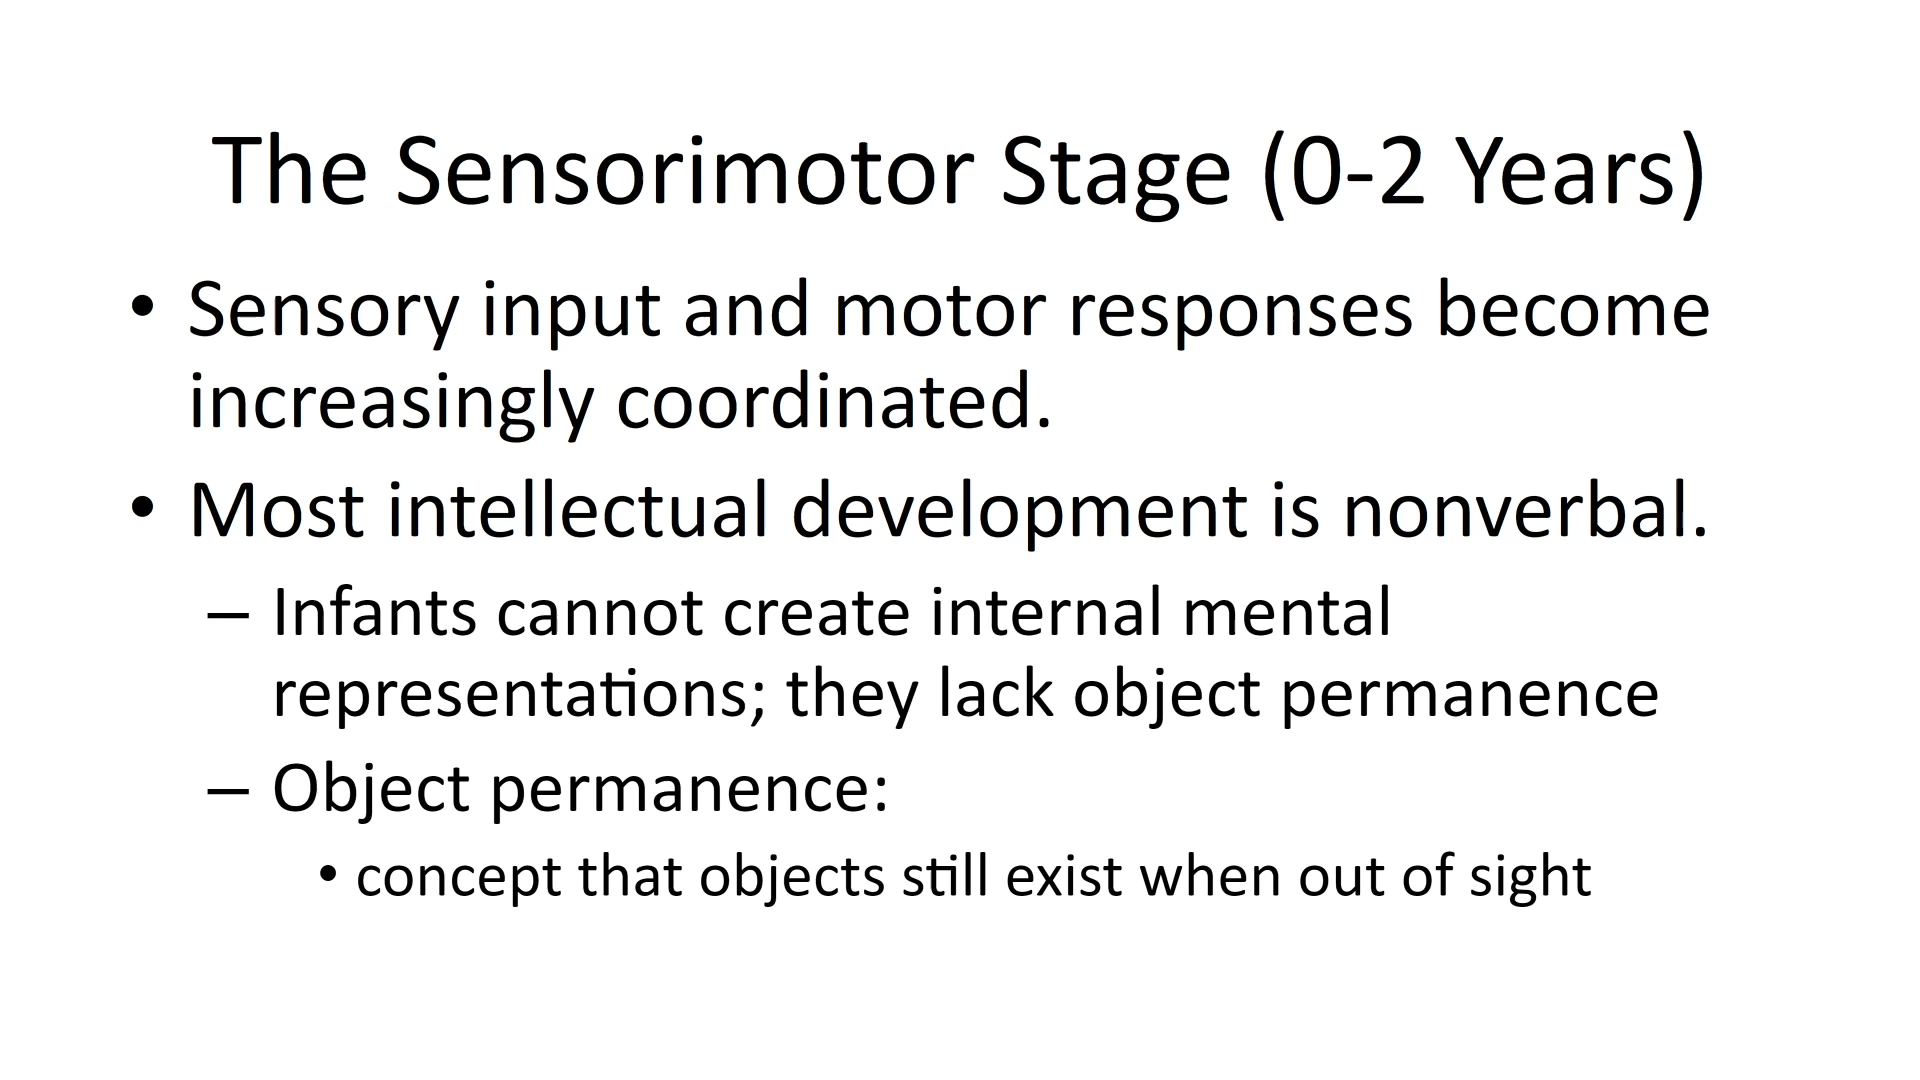 The Sensorimotor Stage (0-2 Years)
• Sensory input and motor responses become
increasingly coordinated.
• Most intellectual development is nonverbal.
– Infants cannot create internal mental
representations; they lack object permanence
– Object permanence:
• concept that objects still exist when out of sight